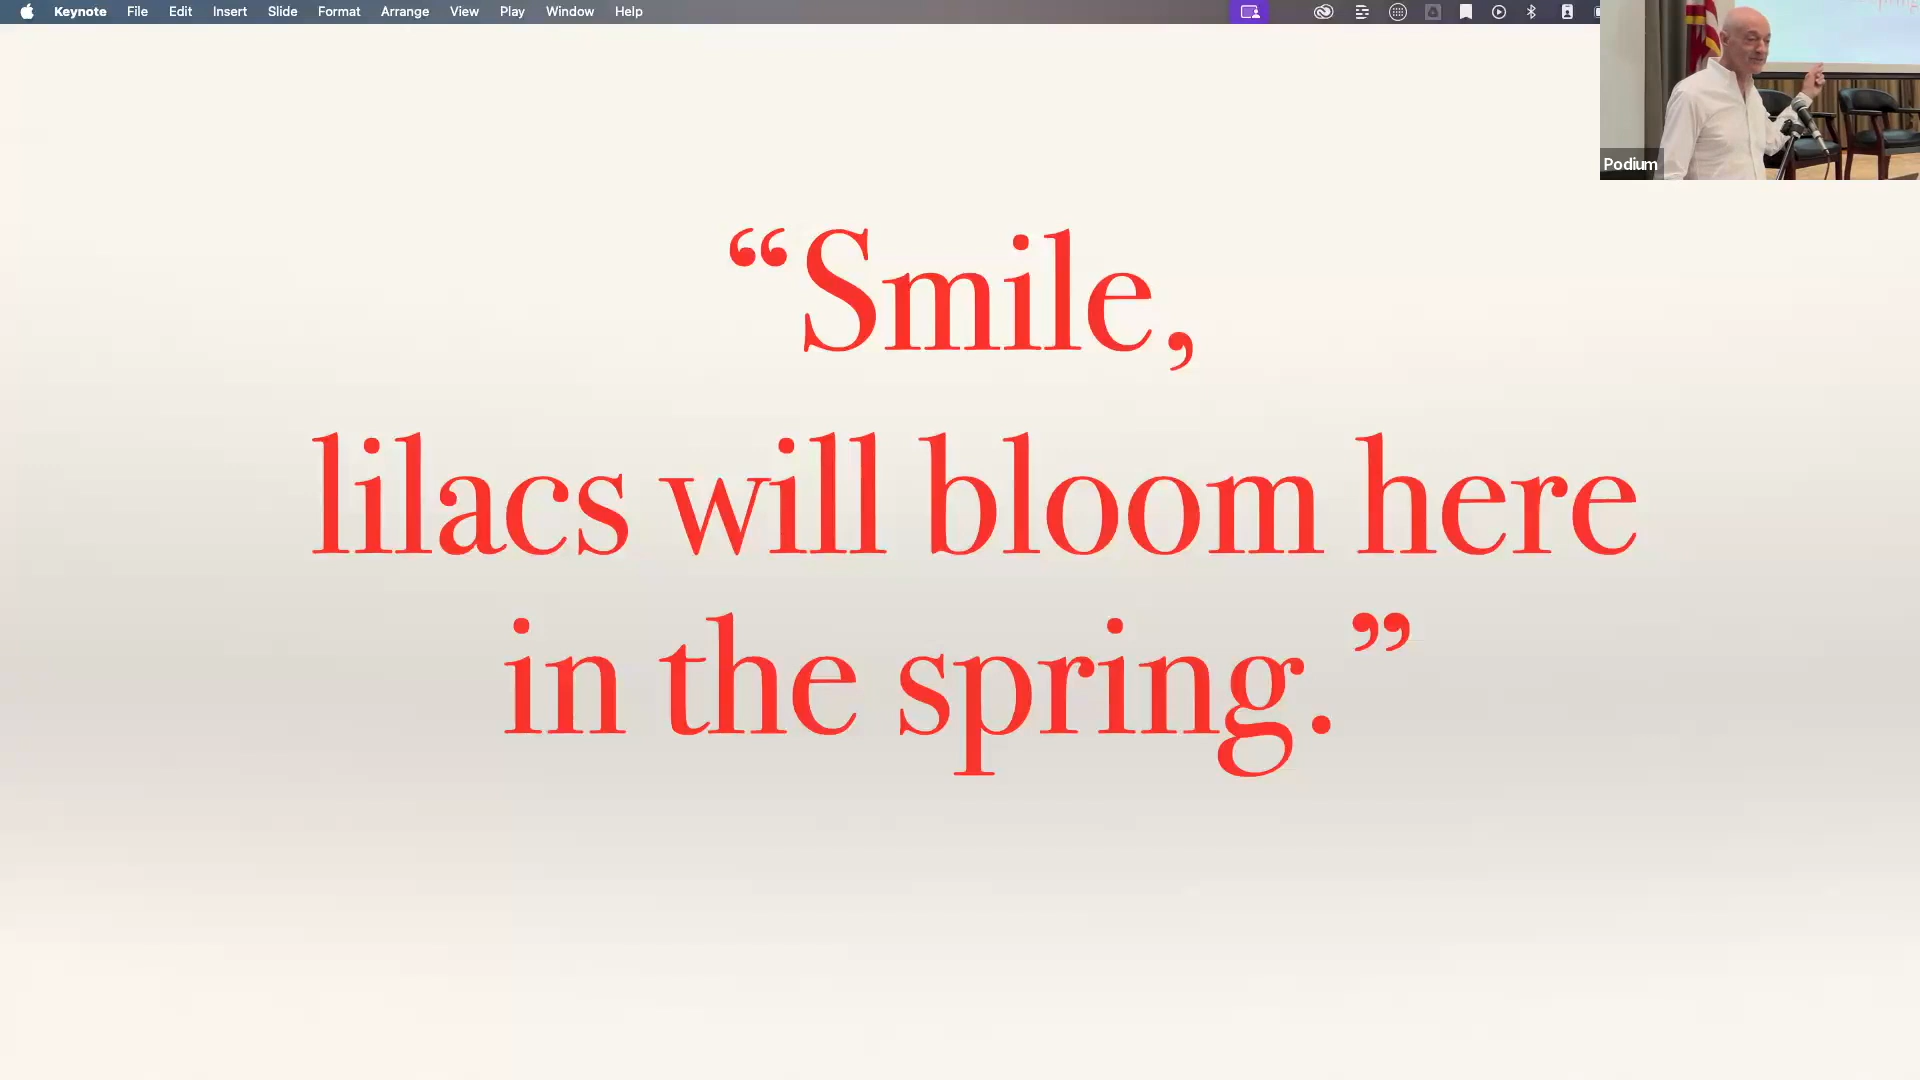 Keynote File Edit Insert Slide Format Arrange View Play Window Help
Podium
“Smile,
lilacs will bloom here
in the spring.”